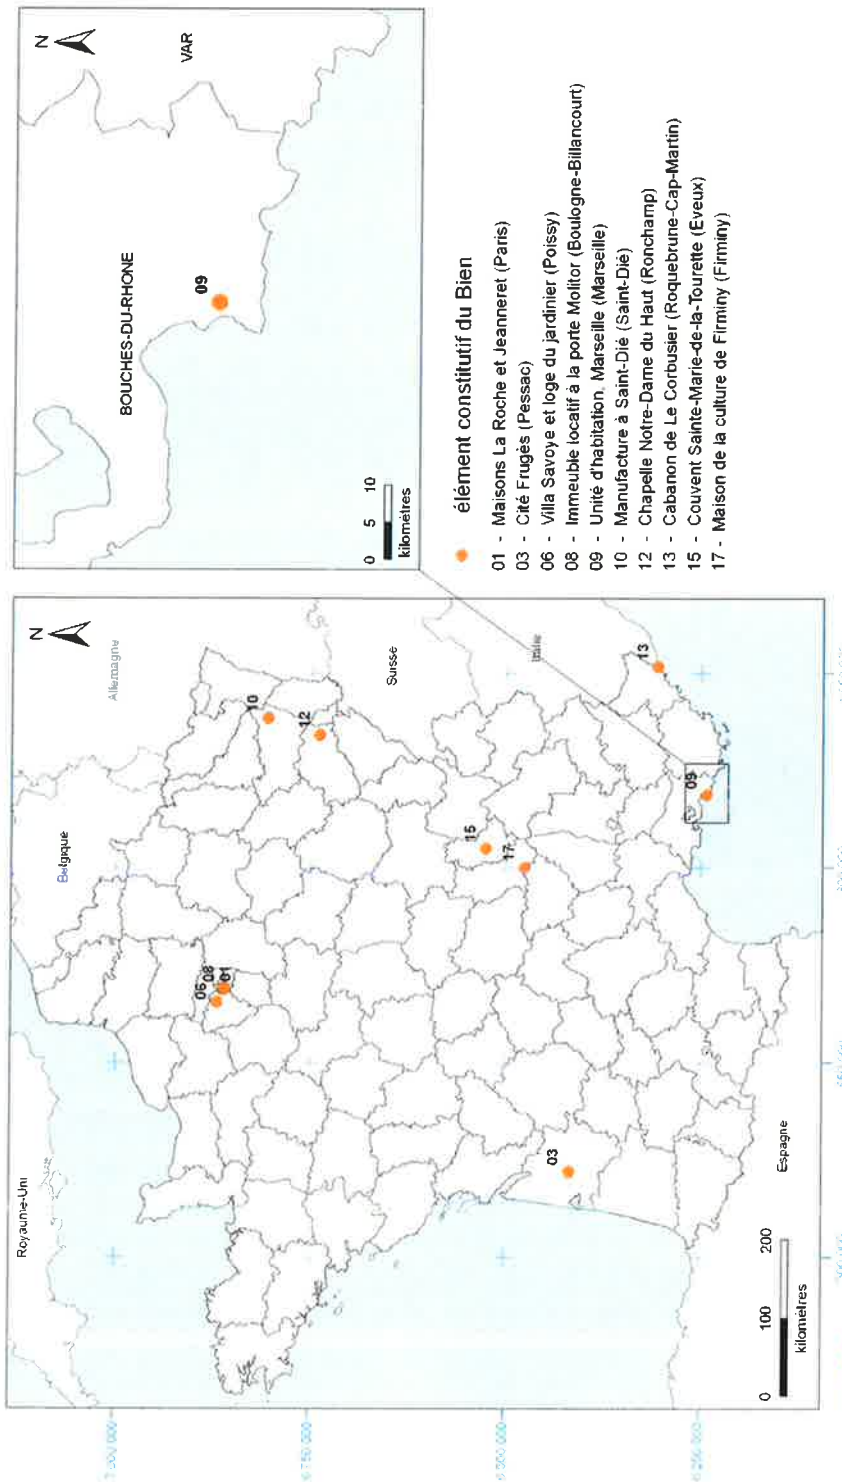 Royaume-Uni
Belgique
Allemagne
N
06
08
01
10
12
Suisse
15
17
Italie
13
03
09
Espagne
0 100 200
kilomètres
N
VAR
BOUCHES-DU-RHONE
09
0 5 10
kilomètres
élément constitutif du Bien
01 - Maisons La Roche et Jeanneret (Paris)
03 - Cité Frugès (Pessac)
06 - Villa Savoye et loge du jardinier (Poissy)
08 - Immeuble locatif à la porte Molitor (Boulogne-Billancourt)
09 - Unité d'habitation, Marseille (Marseille)
10 - Manufacture à Saint-Dié (Saint-Dié)
12 - Chapelle Notre-Dame du Haut (Ronchamp)
13 - Cabanon de Le Corbusier (Roquebrune-Cap-Martin)
15 - Couvent Sainte-Marie-de-la-Tourette (Eveux)
17 - Maison de la culture de Firminy (Firminy)